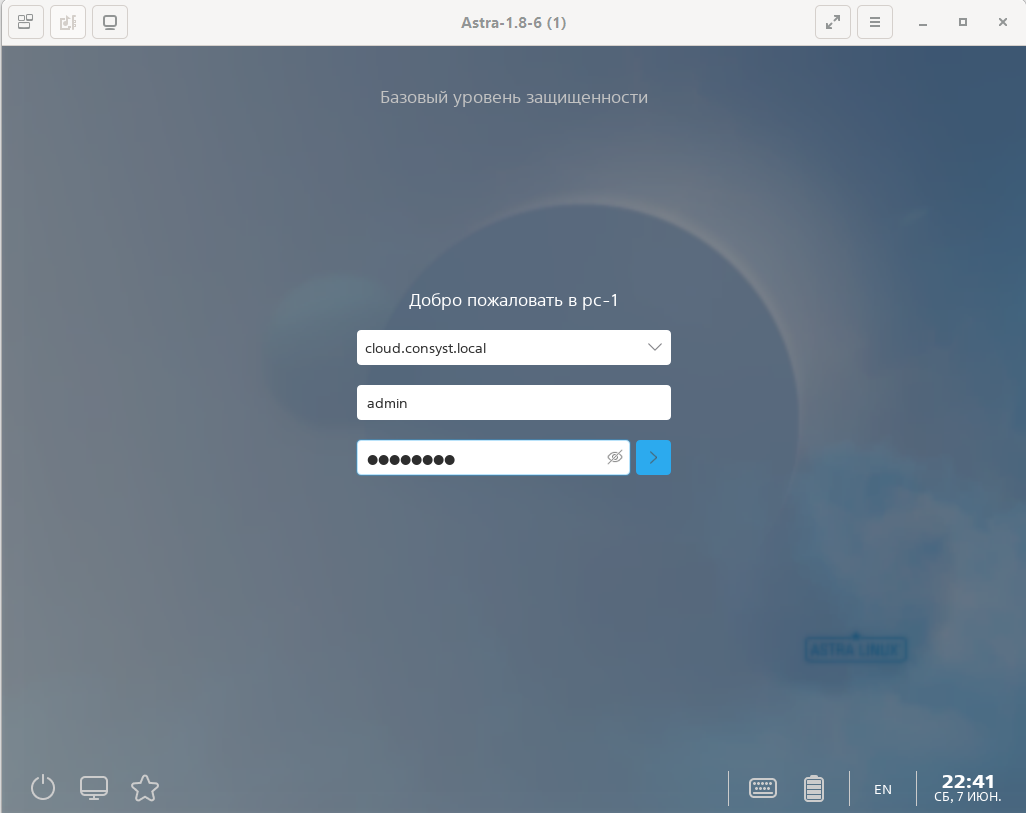 Astra-1.8-6 (1)
Базовый уровень защищенности
Добро пожаловать в pc-1
cloud.consyst.local
admin
ASTRA LINUX
EN
22:41
СБ, 7 ИЮН.